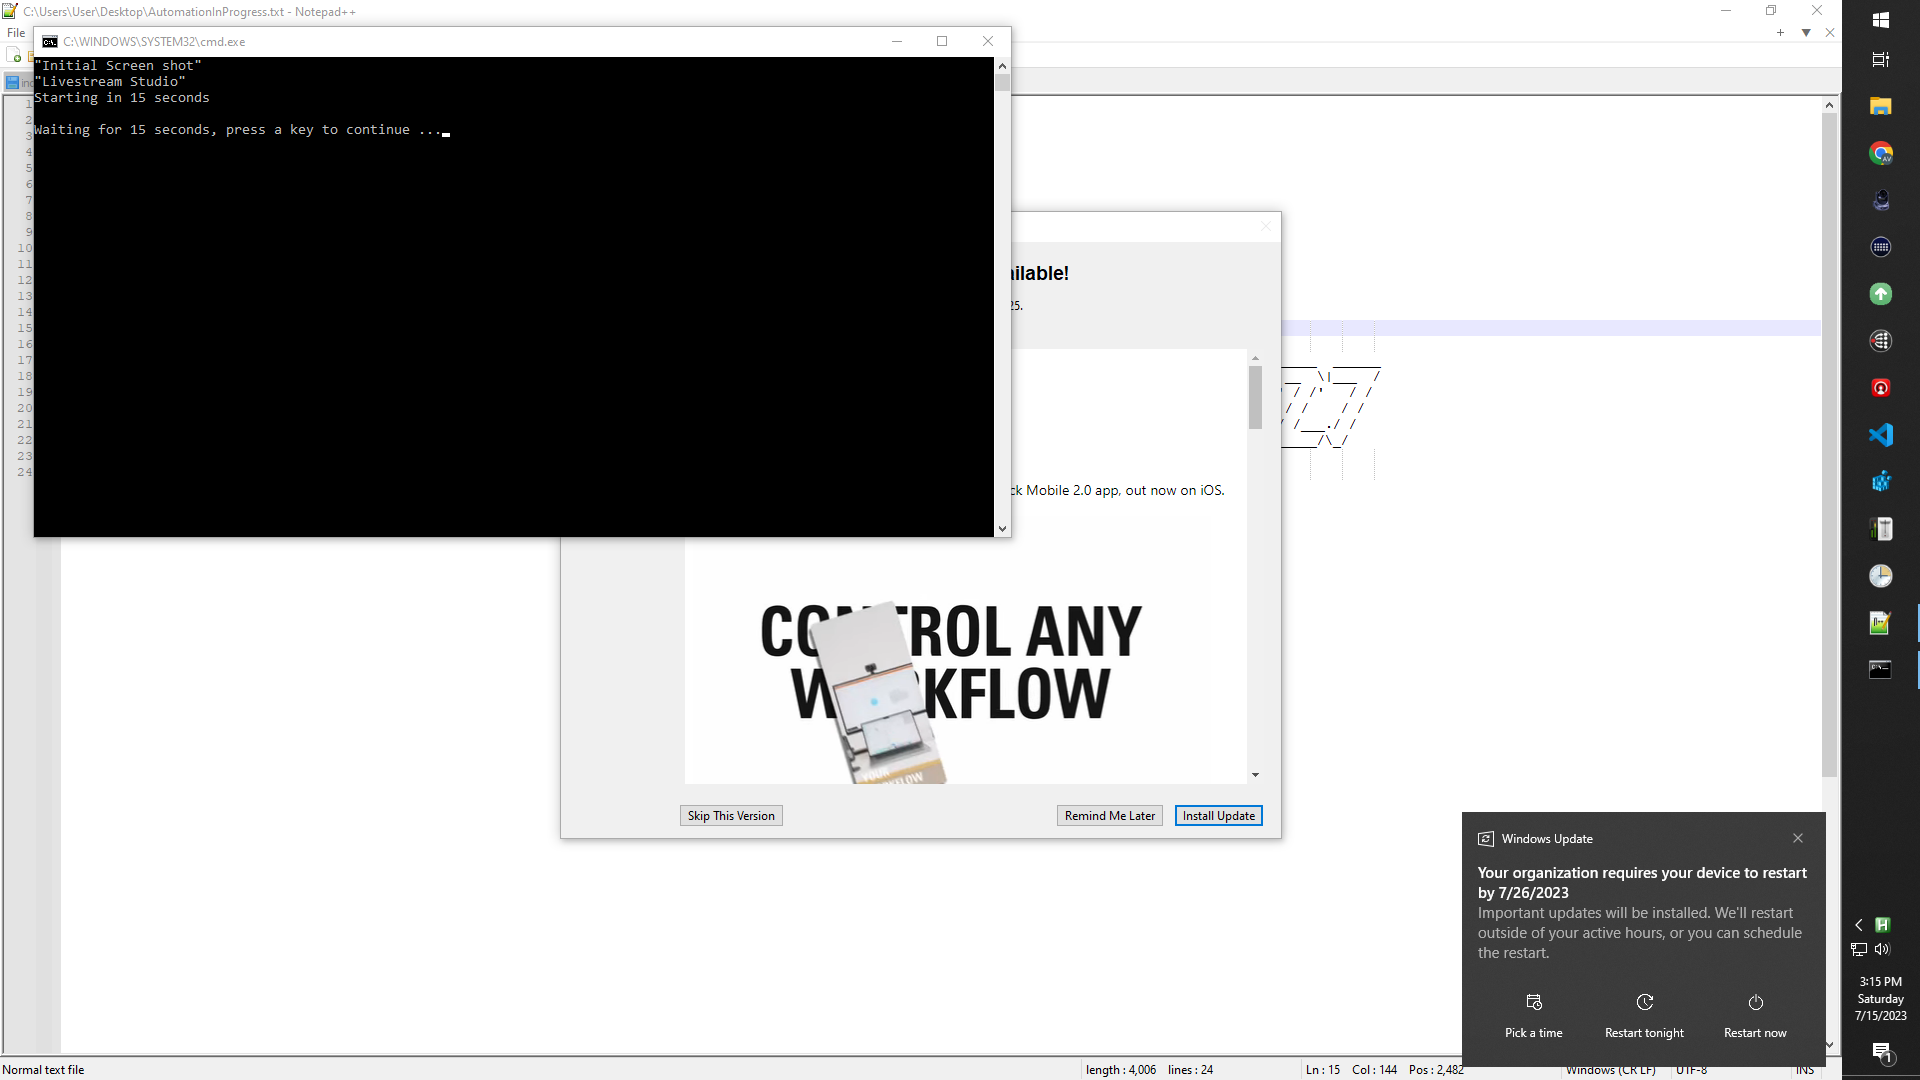 C:\Users\User\Desktop\AutomationInProgress.txt - Notepad++
File
C:\WINDOWS\SYSTEM32\cmd.exe
"Initial Screen shot"
"Livestream Studio"
Starting in 15 seconds
Waiting for 15 seconds, press a key to continue ...
1
2
3
4
5
6
7
8
9
10
11
12
13
14
15
16
17
18
19
20
21
22
23
24
ilable!
25.
ck Mobile 2.0 app, out now on iOS.
CONTROL ANY
WORKFLOW
YOUR
WORKFLOW
Skip This Version
Remind Me Later
Install Update
Windows Update
Your organization requires your device to restart
by 7/26/2023
Important updates will be installed. We'll restart
outside of your active hours, or you can schedule
the restart.
Pick a time
Restart tonight
Restart now
AV
H
3:15 PM
Saturday
7/15/2023
1
Normal text file
length : 4,006 lines : 24
Ln : 15 Col : 144 Pos : 2,482
Windows (CR LF)
UTF-8
INS